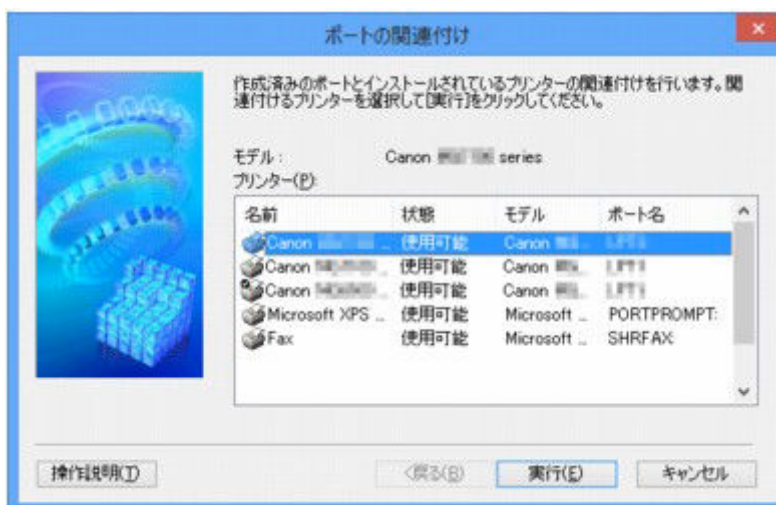 ポートの関連付け
作成済みのポートとインストールされているプリンターの関連付けを行います。関
連付けるプリンターを選択して[実行]をクリックしてください。
モデル : Canon series
プリンター(P):
名前 状態 モデル ポート名
Canon ... 使用可能 Canon ...
Canon ... 使用可能 Canon ...
Canon ... 使用可能 Canon ...
Microsoft XPS ... 使用可能 Microsoft ... PORTPROMPT:
Fax 使用可能 Microsoft ... SHRFAX:
操作説明(T) <戻る(B) 実行(E) キャンセル